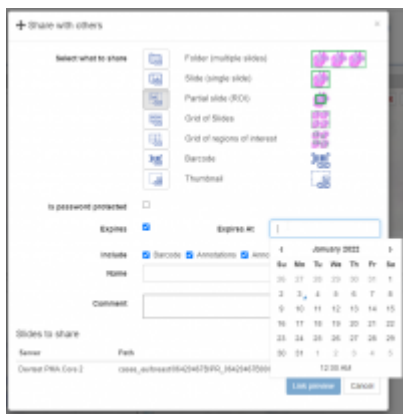 + Share with others ×
Select what to share
Folder (multiple slides)
Slide (single slide)
Partial slide (ROI)
Grid of Slides
Grid of regions of interest
Barcode
Thumbnail
Is password protected
Expires Expires At
Include Barcode Annotations
Name
Comment
‹ January 2022 ›
Su Mo Tu We Th Fr Sa
26 27 28 29 30 31 1
2 3 4 5 6 7 8
9 10 11 12 13 14 15
16 17 18 19 20 21 22
23 24 25 26 27 28 29
30 31 1 2 3 4 5
12:00 AM
Slides to share
Server Path
Link preview Cancel